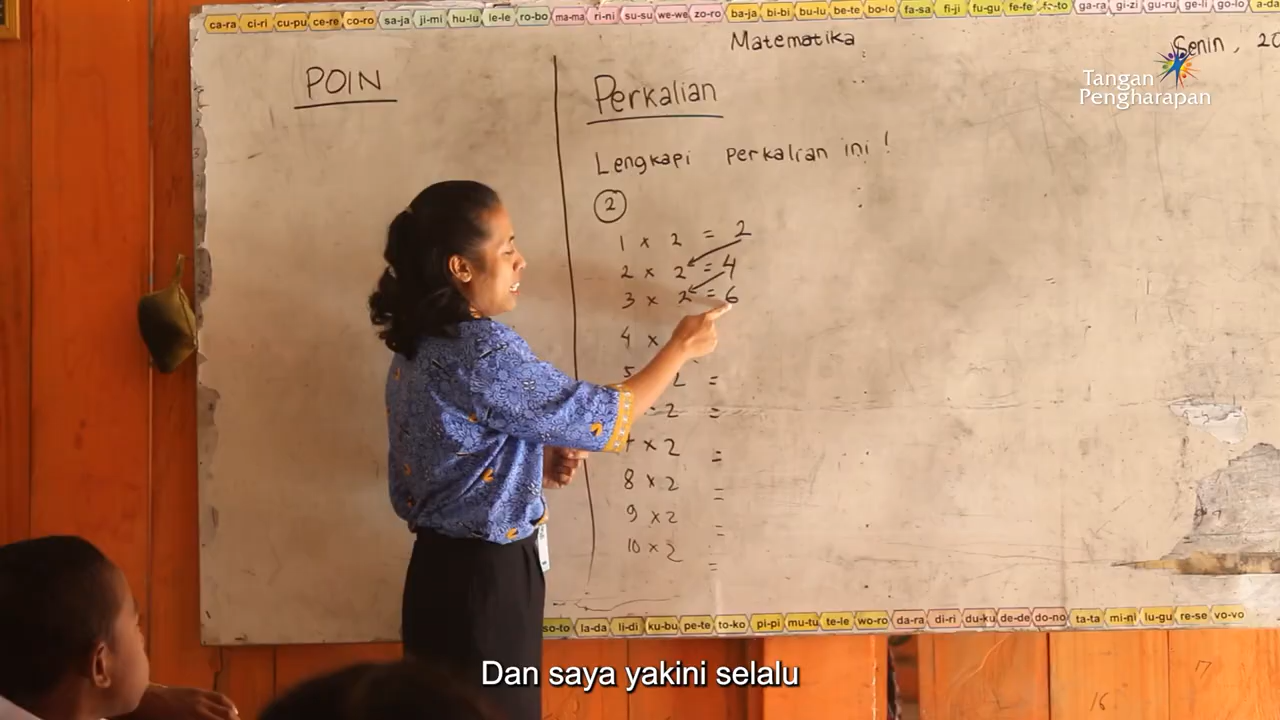 ca-ra ci-ri cu-pu ce-re co-ro sa-ja ji-mi hu-lu le-le ro-bo ma-ma ri-ni su-su we-we zo-ro ba-ja bi-bi bu-lu be-te bo-lo fa-sa fi-ji fu-gu fe-fe fo-to ga-ra gi-zi gu-ru ge-li go-lo a-da
Matematika
Senin, 20
Tangan
Pengharapan
POIN
Perkalian
Lengkapi perkalian ini!
2
1 x 2 = 2
2 x 2 = 4
3 x 2 = 6
4 x
5 2 =
2 =
x 2 =
8 x 2 =
9 x 2 =
10 x 2 =
so-to la-da li-di ku-bu pe-te to-ko pi-pi mu-tu te-le wo-ro da-ra di-ri du-ku de-de do-no ta-ta mi-ni lu-gu re-se vo-vo
16
Dan saya yakini selalu